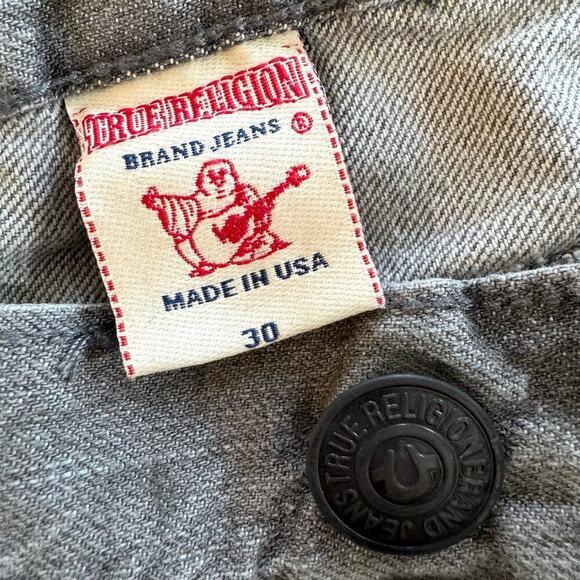 TRUE RELIGION
BRAND JEANS ®
MADE IN USA
30
TRUE RELIGION BRAND JEANS